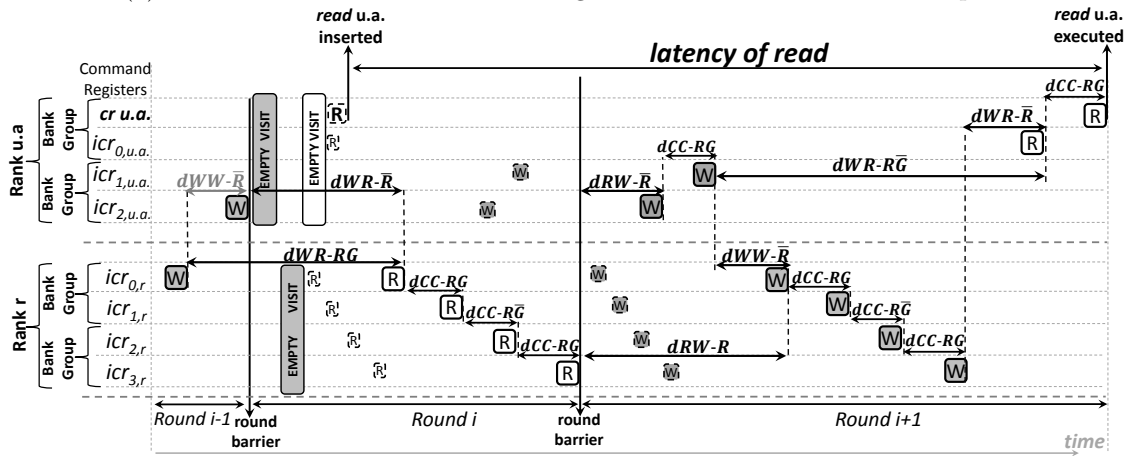 read u.a.
inserted
read u.a.
executed
latency of read
Command
Registers
dCC-RG
Rank u.a
Bank
Group
cr u.a.
EMPTY VISIT
EMPTY VISIT
R
dWR-R̅
R
icr0,u.a.
R
R
dCC-RG
Bank
Group
icr1,u.a.
W
W
dWW-R̅
dWR-R̅
dRW-R̅
dWR-RG̅
icr2,u.a.
W
W
W
Rank r
Bank
Group
dWR-RG
dWW-R̅
icr0,r
W
R
R
W
W
dCC-RG
dCC-RG
EMPTY VISIT
icr1,r
R
R
W
W
dCC-RG̅
dCC-RG̅
Bank
Group
icr2,r
R
R
W
W
dCC-RG
dRW-R
dCC-RG
icr3,r
R
R
W
W
Round i-1
Round i
Round i+1
round
barrier
round
barrier
time